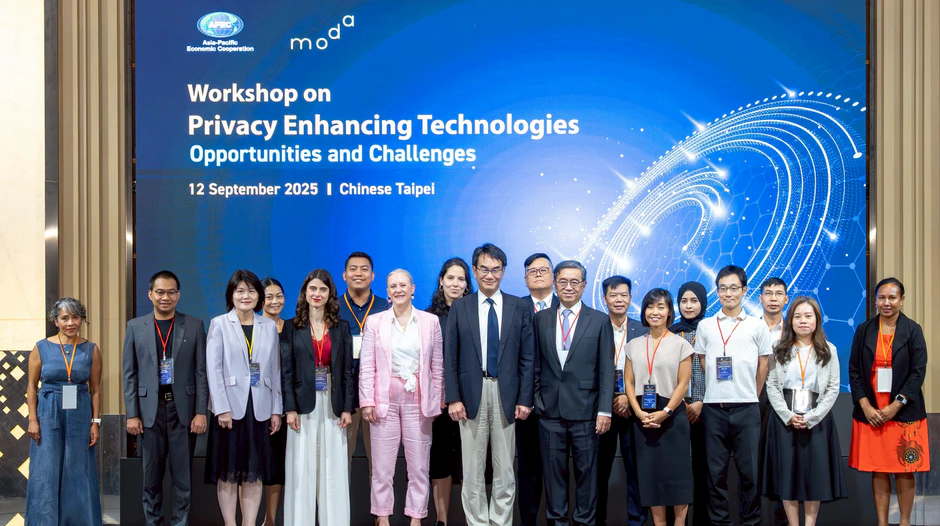 APEC
Asia-Pacific
Economic Cooperation
moda
Workshop on
Privacy Enhancing Technologies
Opportunities and Challenges
12 September 2025 | Chinese Taipei